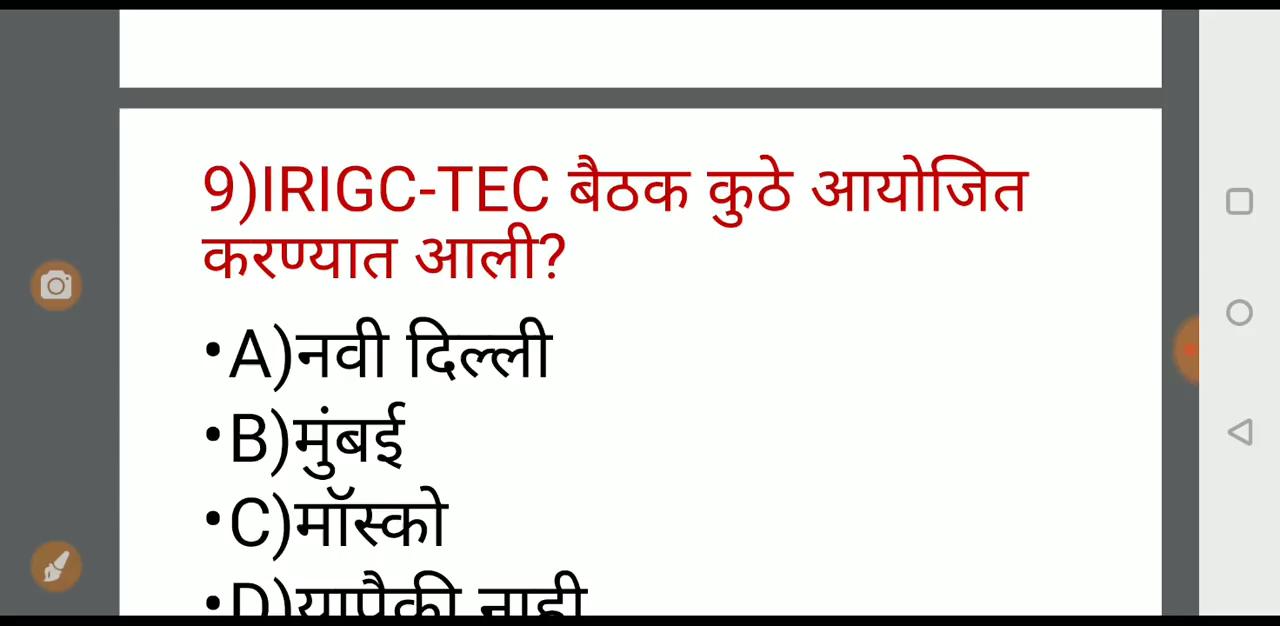 9)IRIGC-TEC बैठक कुठे आयोजित
करण्यात आली?
•A)नवी दिल्ली
•B)मुंबई
•C)मॉस्को
•D)यापैकी नाही